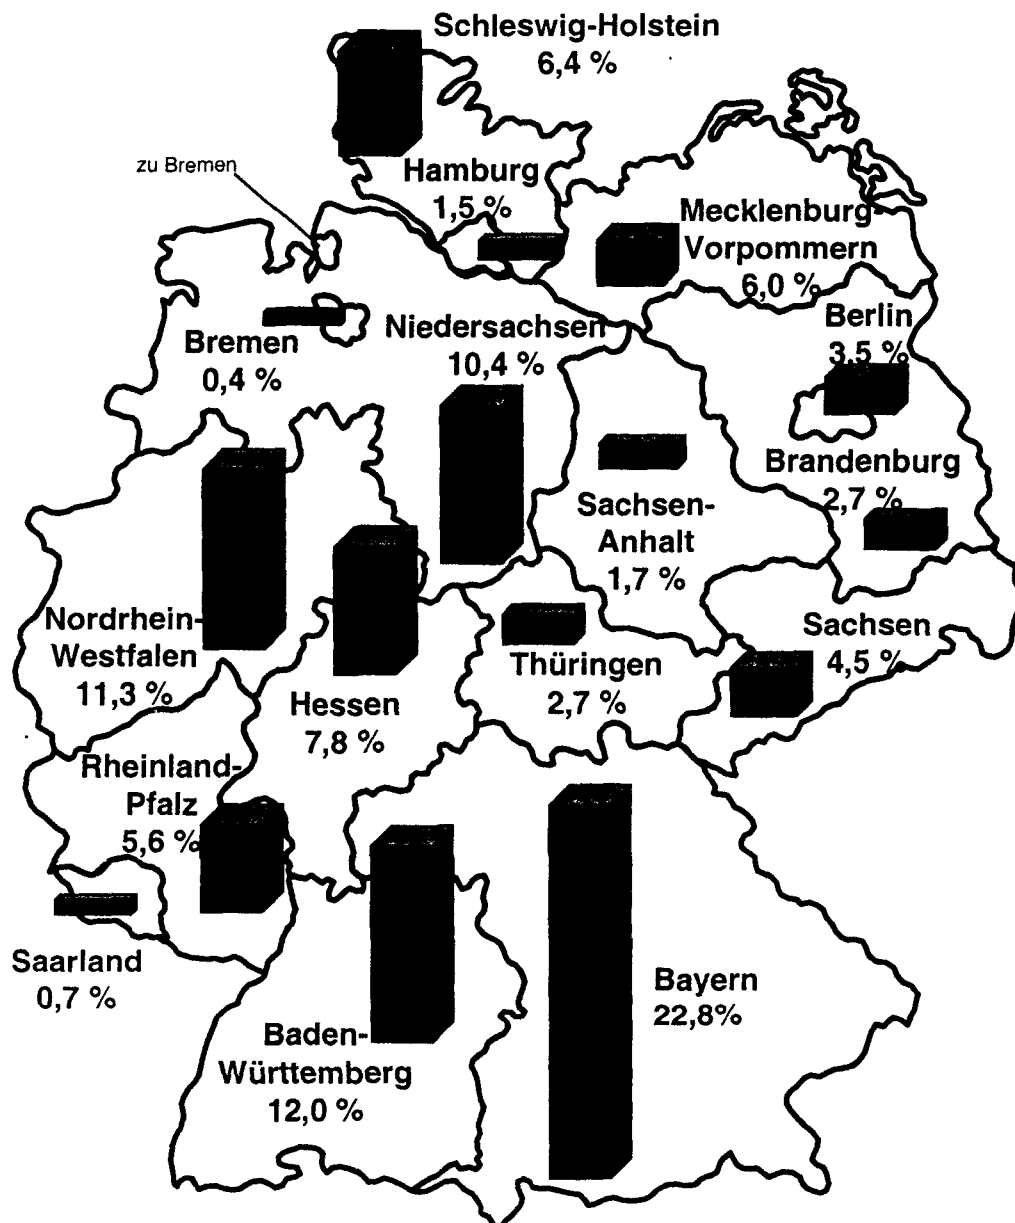 Schleswig-Holstein
6,4 %
zu Bremen
Hamburg
1,5 %
Mecklenburg-
Vorpommern
6,0 %
Bremen
0,4 %
Niedersachsen
10,4 %
Berlin
3,5 %
Brandenburg
2,7 %
Sachsen-
Anhalt
1,7 %
Nordrhein-
Westfalen
11,3 %
Hessen
7,8 %
Thüringen
2,7 %
Sachsen
4,5 %
Rheinland-
Pfalz
5,6 %
Saarland
0,7 %
Baden-
Württemberg
12,0 %
Bayern
22,8%